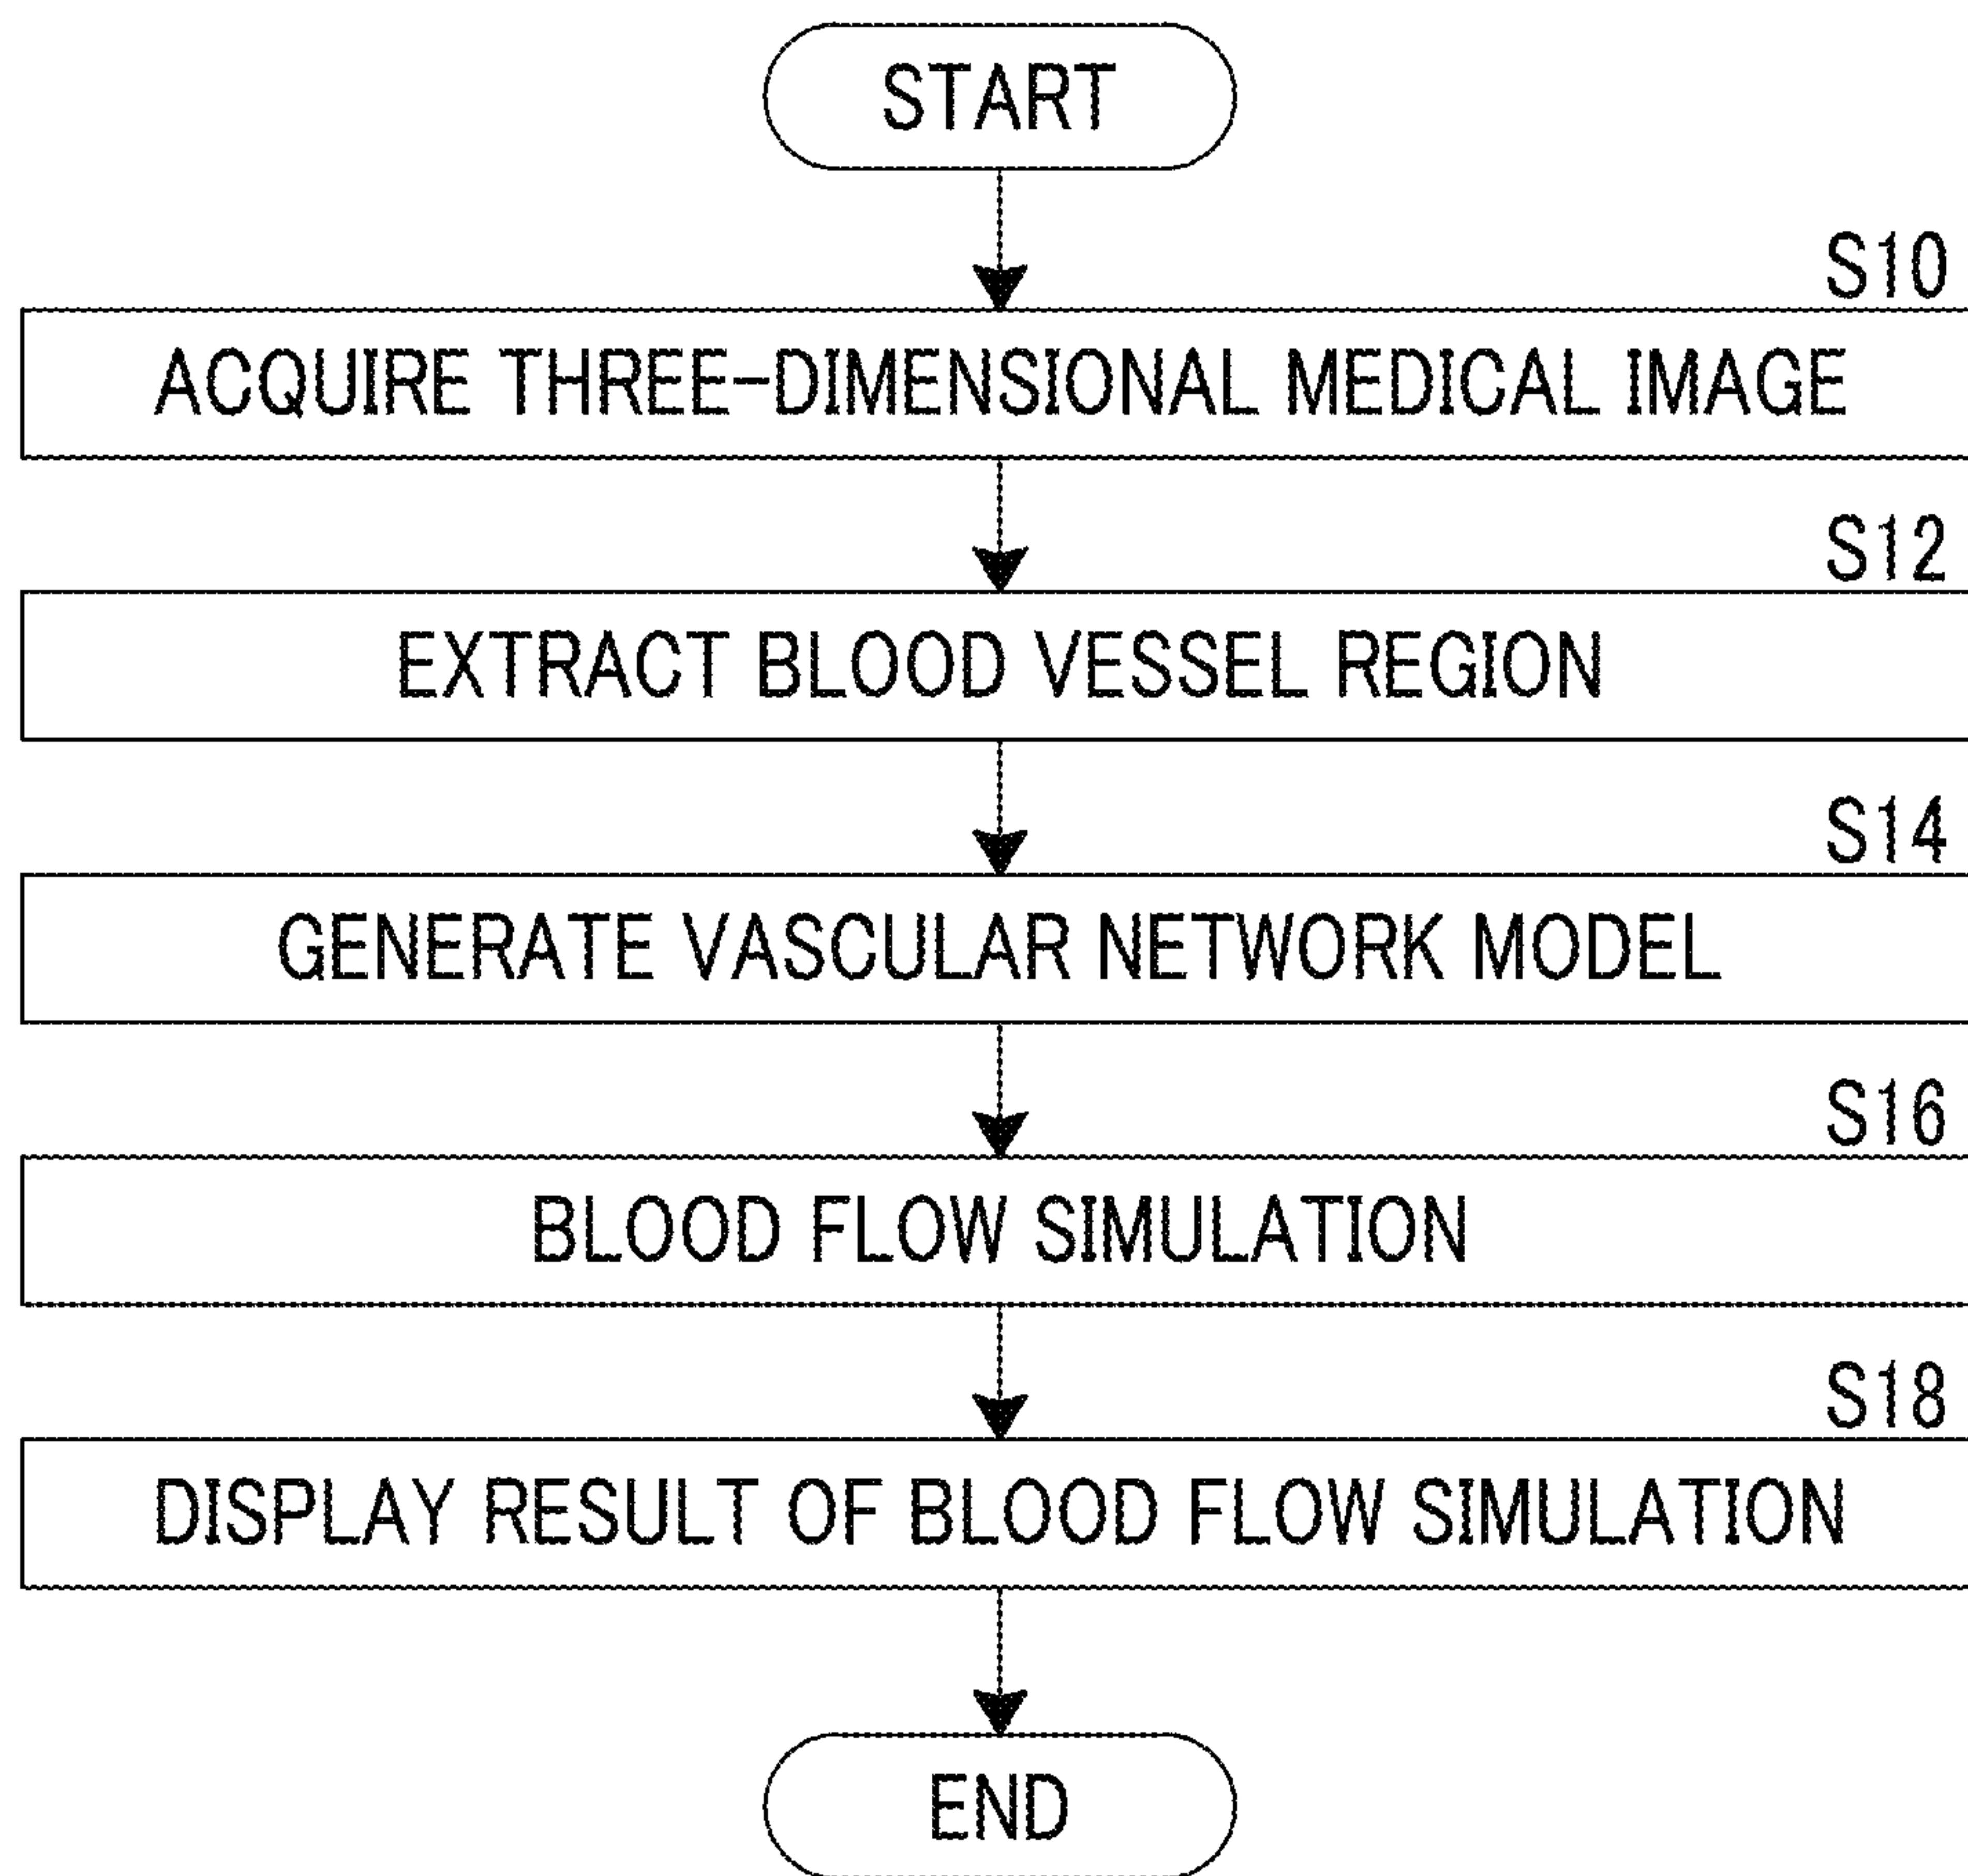 START
S10
ACQUIRE THREE-DIMENSIONAL MEDICAL IMAGE
S12
EXTRACT BLOOD VESSEL REGION
S14
GENERATE VASCULAR NETWORK MODEL
S16
BLOOD FLOW SIMULATION
S18
DISPLAY RESULT OF BLOOD FLOW SIMULATION
END